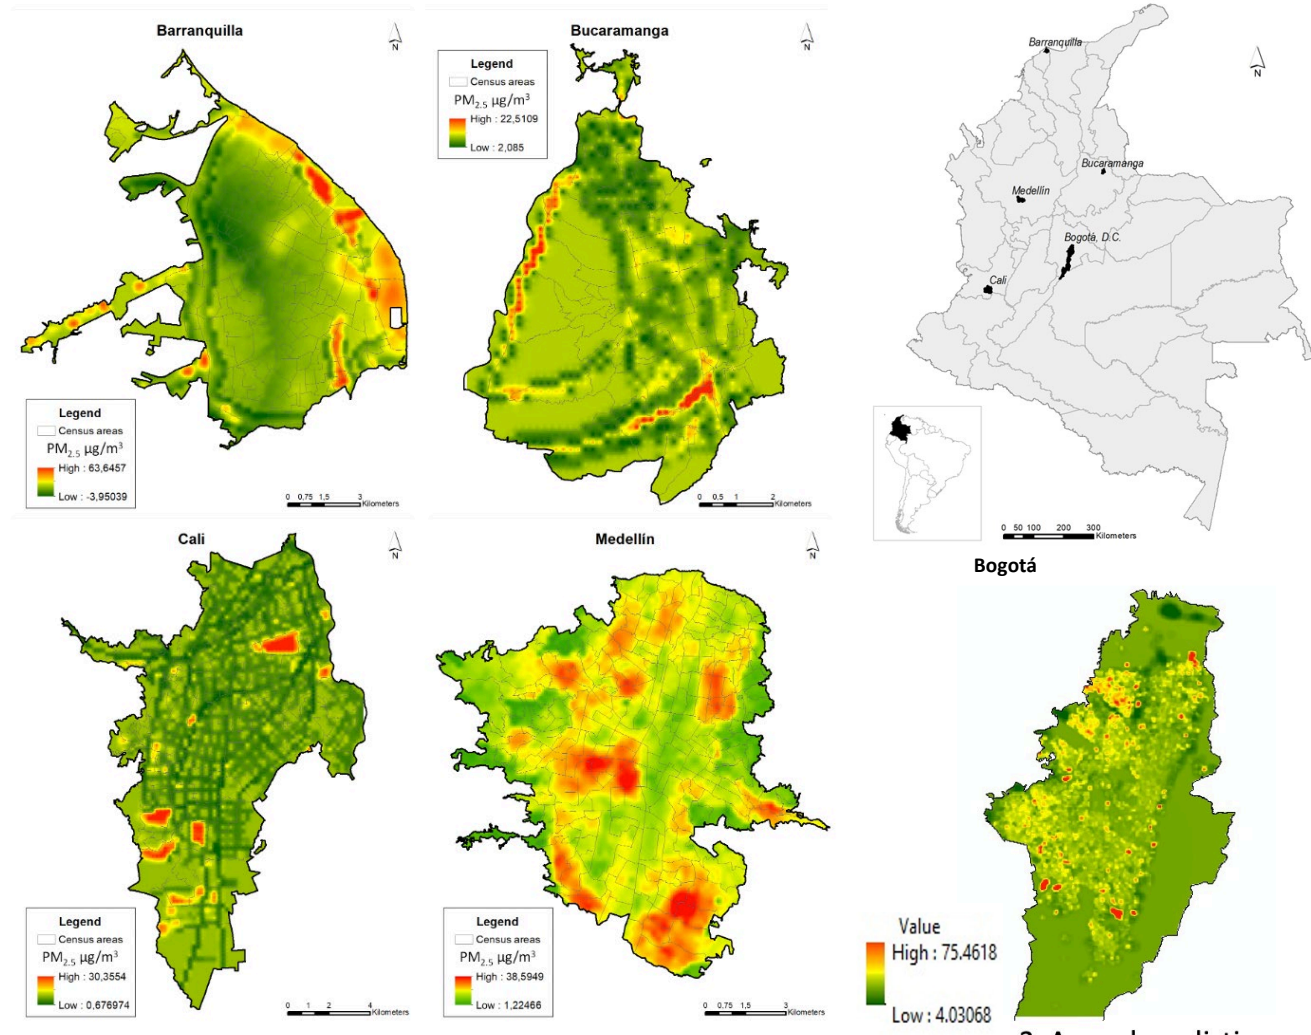 Barranquilla
N
Legend
Census areas
PM2.5 µg/m3
High : 63,6457
Low : -3,95039
0 0,75 1,5 3
Kilometers
Bucaramanga
N
Legend
Census areas
PM2.5 µg/m3
High : 22,5109
Low : 2,085
0 0.5 1 2
Kilometers
N
Barranquilla
Bucaramanga
Medellín
Bogotá, D.C.
Cali
0 50 100 200 300
Kilometers
Cali
N
Legend
Census areas
PM2.5 µg/m3
High : 30,3554
Low : 0,676974
0 1 2 4
Kilometers
Medellín
N
Legend
Census areas
PM2.5 µg/m3
High : 38,5949
Low : 1,22466
0 0,75 1,5 3
Kilometers
Bogotá
Value
High : 75.4618
Low : 4.03068